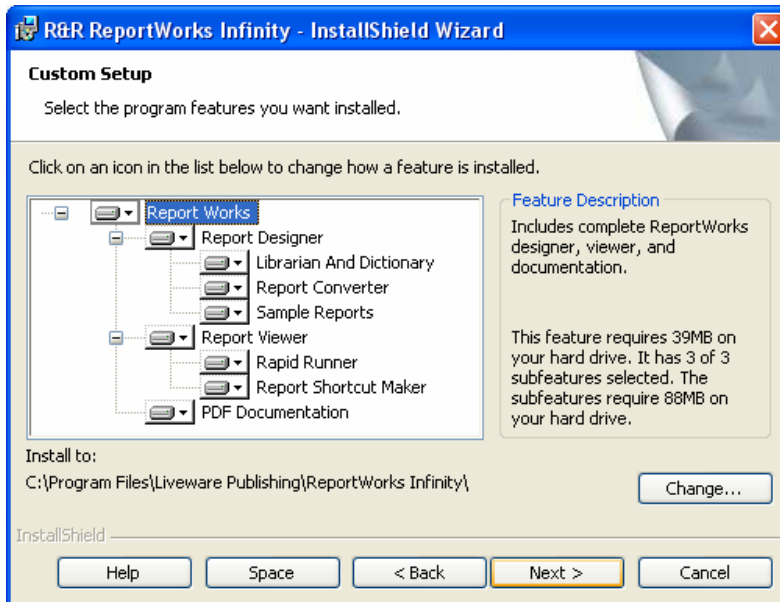 R&R ReportWorks Infinity - InstallShield Wizard
Custom Setup
Select the program features you want installed.
Click on an icon in the list below to change how a feature is installed.
Report Works
Report Designer
Librarian And Dictionary
Report Converter
Sample Reports
Report Viewer
Rapid Runner
Report Shortcut Maker
PDF Documentation
Feature Description
Includes complete ReportWorks
designer, viewer, and
documentation.
This feature requires 39MB on
your hard drive. It has 3 of 3
subfeatures selected. The
subfeatures require 88MB on
your hard drive.
Install to:
C:\Program Files\Liveware Publishing\ReportWorks Infinity\
Change...
InstallShield
Help
Space
< Back
Next >
Cancel